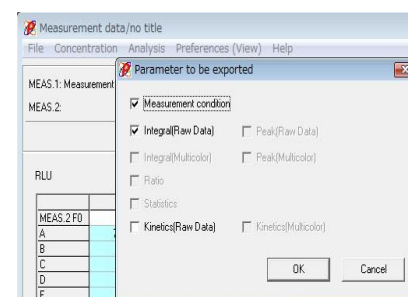 Measurement data/no title
File Concentration Analysis Preferences (View) Help
Parameter to be exported
MEAS.1: Measurement
MEAS.2:
Measurement condition
Integral(Raw Data) Peak(Raw Data)
Integral(Multicolor) Peak(Multicolor)
Ratio
Statistics
Kinetics(Raw Data) Kinetics(Multicolor)
OK Cancel
RLU
MEAS.2 F0
A
B
C
D
E